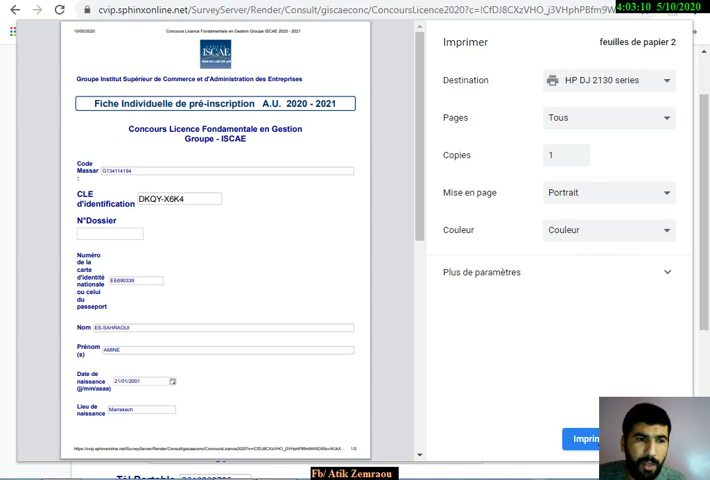 cvip.sphinxonline.net/SurveyServer/Render/Consult/giscaeconc/ConcoursLicence2020?c=!CfDJ8CXzVHO_j3VHphPBfm9W
4:03:10 5/10/2020
10/05/2020
Concours Licence Fondamentale en Gestion Groupe ISCAE 2020 - 2021
ISCAE
Groupe Institut Supérieur de Commerce et d'Administration des Entreprises
Fiche Individuelle de pré-inscription A.U. 2020 - 2021
Concours Licence Fondamentale en Gestion
Groupe - ISCAE
Code
Massar G134114194
:
CLE
d'identification DKQY-X6K4
N°Dossier
Numéro
de la
carte
d'identité EE690339
nationale
ou celui
du
passeport
Nom ES-SAHRAOUI
Prénom AMINE
(s)
Date de
naissance 21/01/2001
(jj/mm/aaaa)
Lieu de Marrakech
naissance
1/2
Imprimer
feuilles de papier 2
Destination HP DJ 2130 series
Pages Tous
Copies 1
Mise en page Portrait
Couleur Couleur
Plus de paramètres
Imprim
Fb/ Atik Zemraou
Tél Portable